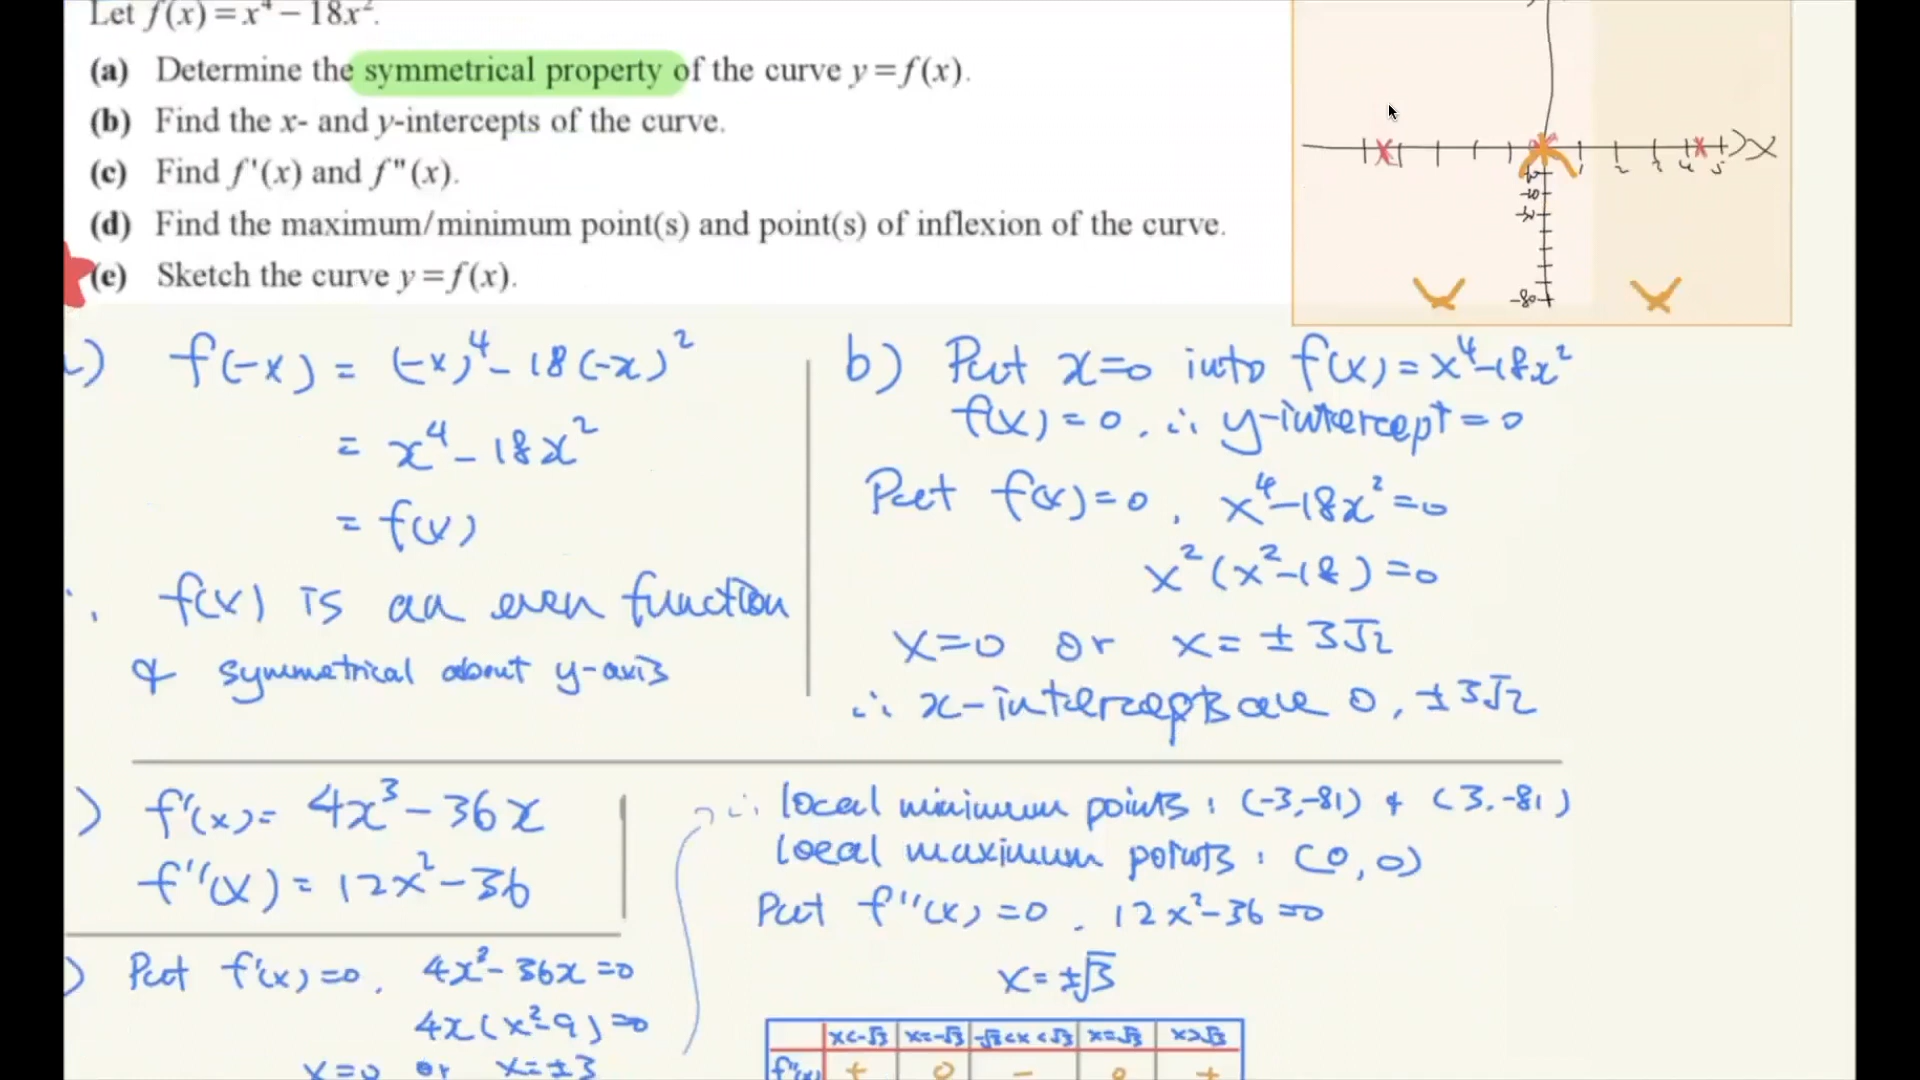 Let f(x) = x⁴ − 18x².
(a) Determine the symmetrical property of the curve y = f(x).
(b) Find the x- and y-intercepts of the curve.
(c) Find f'(x) and f"(x).
(d) Find the maximum/minimum point(s) and point(s) of inflexion of the curve.
(e) Sketch the curve y = f(x).
x
1 2 3 4 5
-80
) f(-x) = (-x)⁴ - 18(-x)²
= x⁴ - 18x²
= f(x)
f(x) is an even function
& symmetrical about y-axis
b) Put x=0 into f(x) = x⁴-18x²
f(x) = 0, ∴ y-intercept = 0
Put f(x) = 0, x⁴-18x² = 0
x²(x²-18) = 0
x=0 or x = ±3√2
∴ x-intercepts are 0, ±3√2
) f'(x) = 4x³ - 36x
f''(x) = 12x² - 36
) Put f'(x) = 0, 4x³ - 36x = 0
4x(x²-9) = 0
x=0 or x=±3
∴ local minimum points: (-3,-81) & (3,-81)
local maximum points: (0,0)
Put f''(x) = 0, 12x²-36 = 0
x = ±√3
x<-√3 x=-√3 -√3<x<√3 x=√3 x>√3
f''(x) + 0 - 0 +